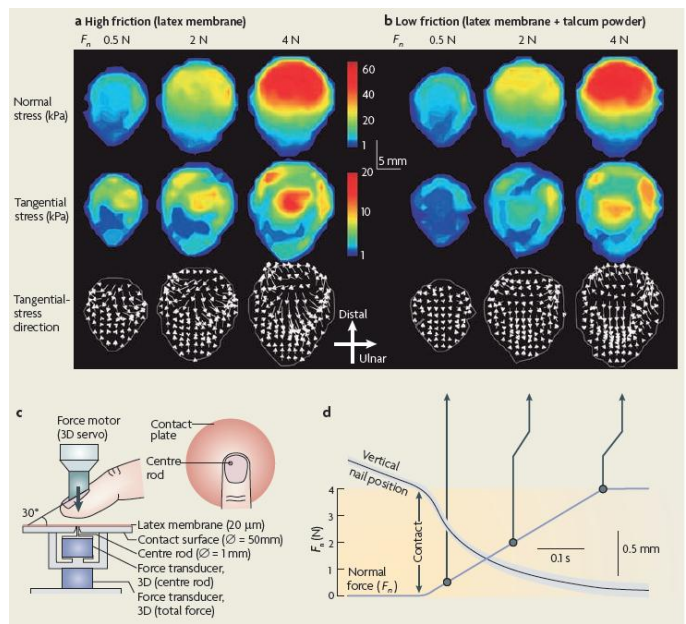 a High friction (latex membrane)
b Low friction (latex membrane + talcum powder)
Fn 0.5 N 2 N 4 N
Fn 0.5 N 2 N 4 N
Normal
stress (kPa)
60
40
20
1
5 mm
Tangential
stress (kPa)
20
10
1
Tangential-
stress
direction
Distal
Ulnar
c
Force motor
(3D servo)
Contact
plate
Centre
rod
30°
Latex membrane (20 µm)
Contact surface (Ø = 50mm)
Centre rod (Ø = 1 mm)
Force transducer,
3D (centre rod)
Force transducer,
3D (total force)
d
Vertical
nail position
Fn (N)
4
3
2
1
0
Contact
Normal
force (Fn)
0.1 s
0.5 mm